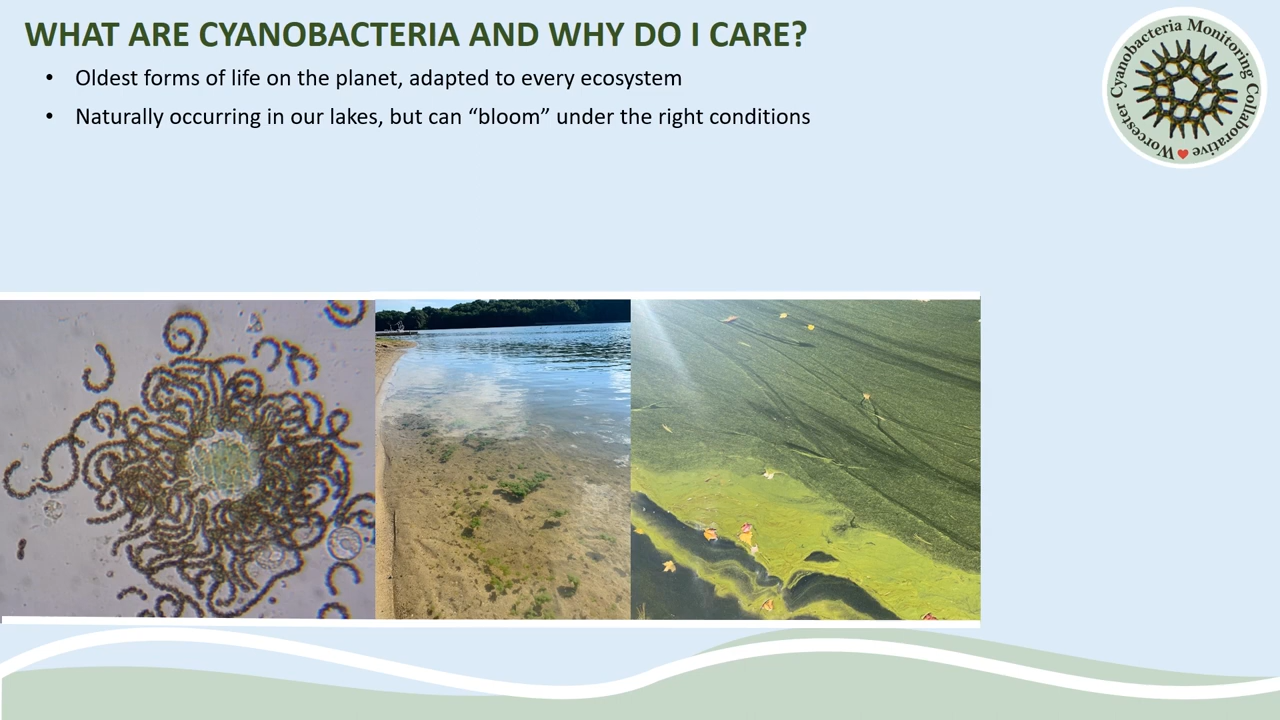 WHAT ARE CYANOBACTERIA AND WHY DO I CARE?
• Oldest forms of life on the planet, adapted to every ecosystem
• Naturally occurring in our lakes, but can “bloom” under the right conditions
Worcester Cyanobacteria Monitoring Collaborative